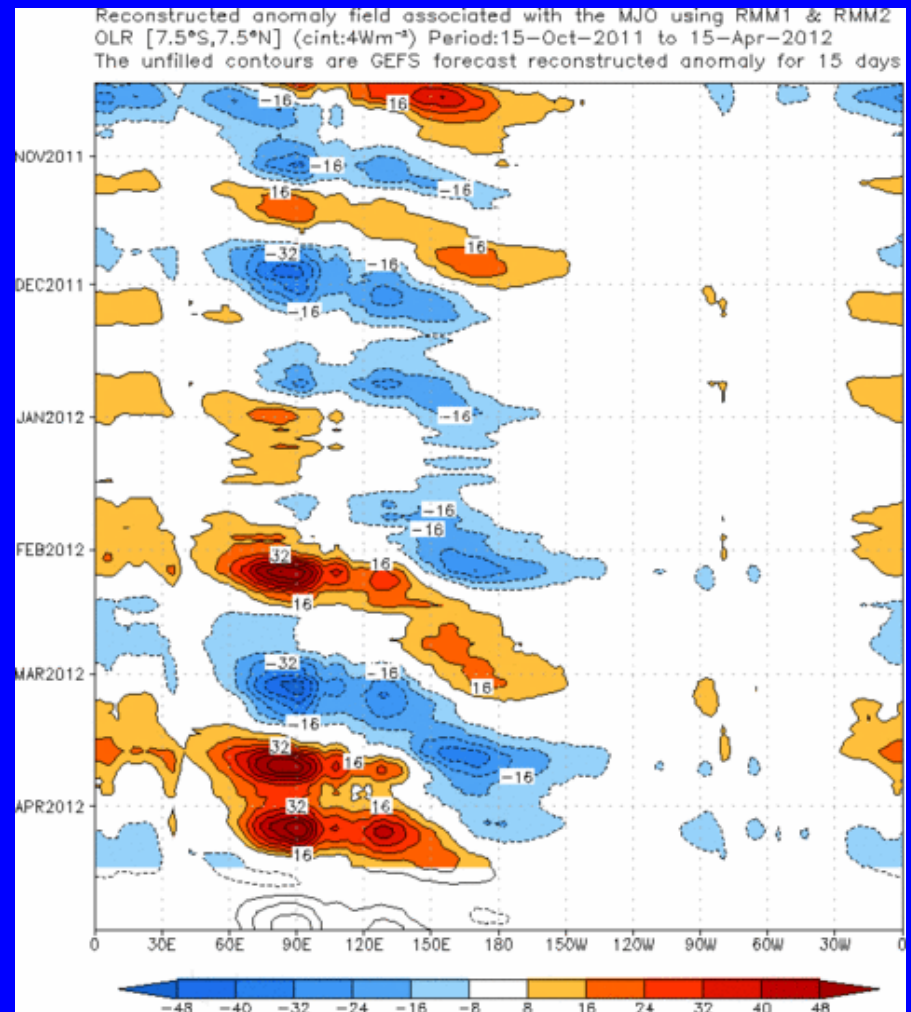 Reconstructed anomaly field associated with the MJO using RMM1 & RMM2
OLR [7.5°S,7.5°N] (cint:4Wm⁻²) Period:15-Oct-2011 to 15-Apr-2012
The unfilled contours are GEFS forecast reconstructed anomaly for 15 days
-16
16
NOV2011
-16
-16
16
16
-32
-16
DEC2011
-16
JAN2012
-16
-16
-16
FEB2012
32
16
16
-32
-16
MAR2012
16
-16
32
16
-16
APR2012
32
16
16
0
30E
60E
90E
120E
150E
180
150W
120W
90W
60W
30W
0
-48
-40
-32
-24
-16
-8
8
16
24
32
40
48